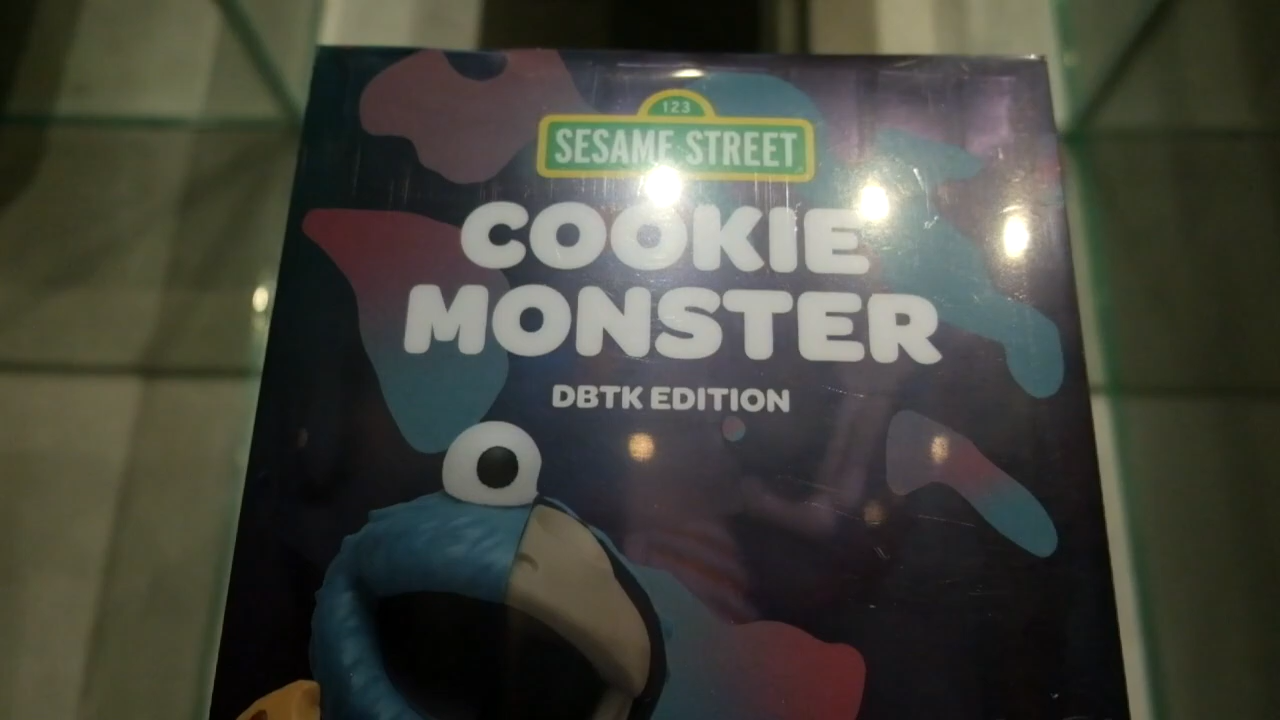 123
SESAME STREET
COOKIE
MONSTER
DBTK EDITION